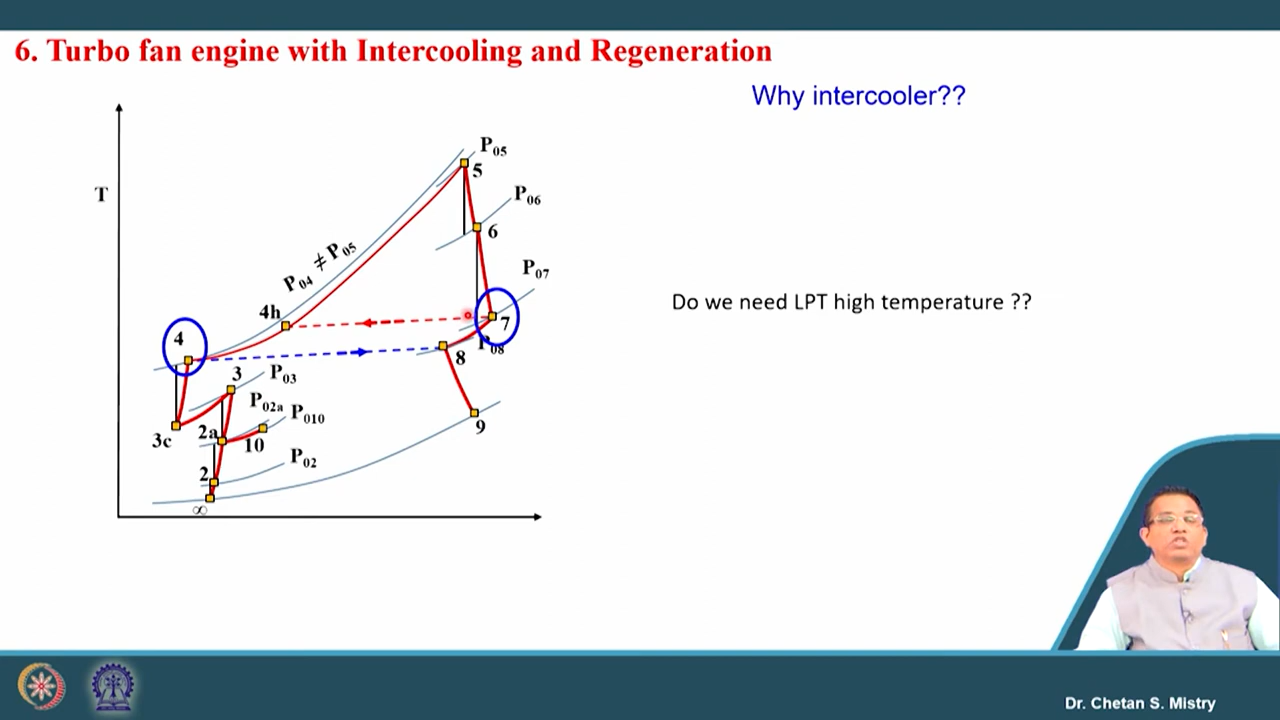 6. Turbo fan engine with Intercooling and Regeneration
Why intercooler??
P05
5
T
P06
6
P04 ≠ P05
P07
4h
7
4
P08
8
3
P03
P02a
P010
3c
2a
10
9
P02
2
∞
Do we need LPT high temperature ??
Dr. Chetan S. Mistry